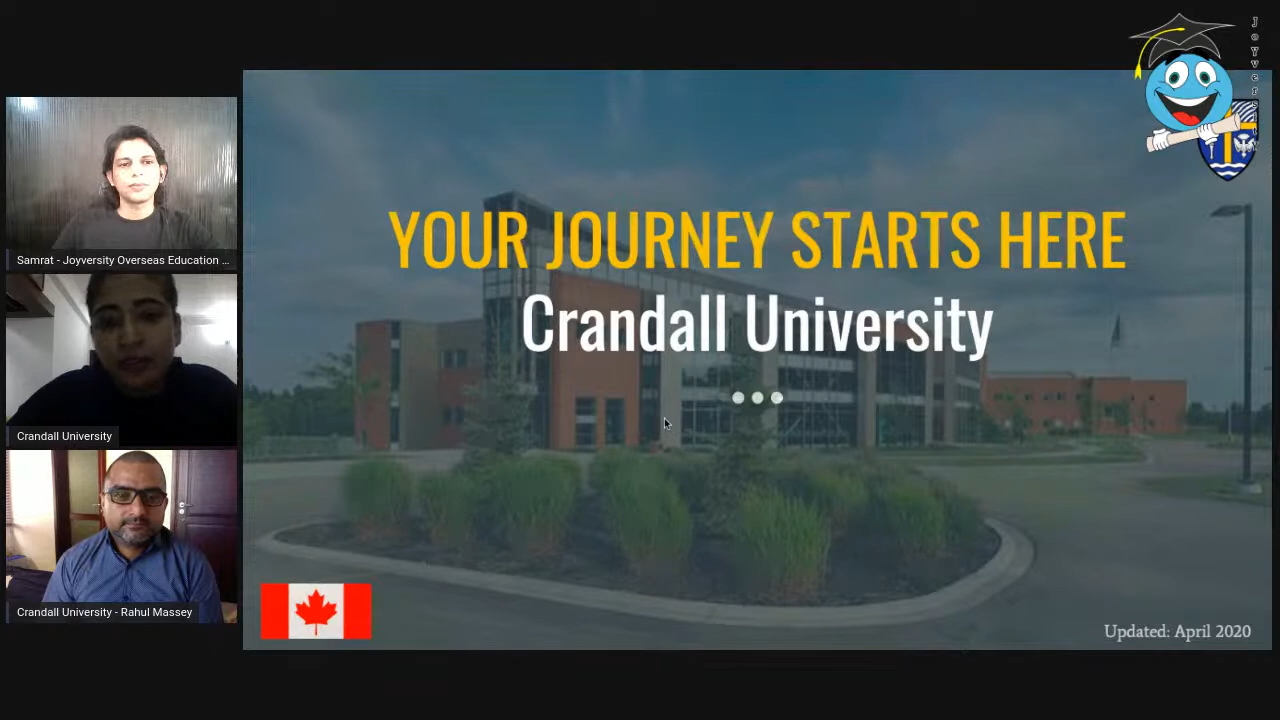 Joyversity
YOUR JOURNEY STARTS HERE
Crandall University
Samrat - Joyversity Overseas Education ...
Crandall University
Crandall University - Rahul Massey
Updated: April 2020